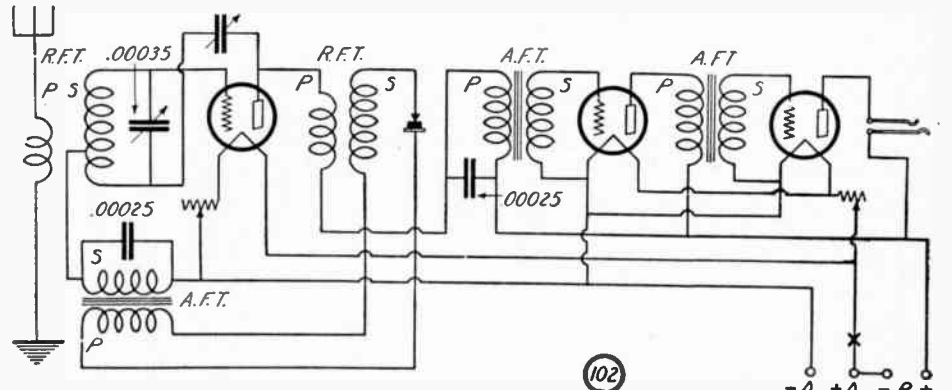 R.F.T.
.00035
P S
R.F.T.
P S
A.F.T.
P S
A.F.T
P S
.00025
.00025
S
A.F.T.
P
102
-A +A -B +